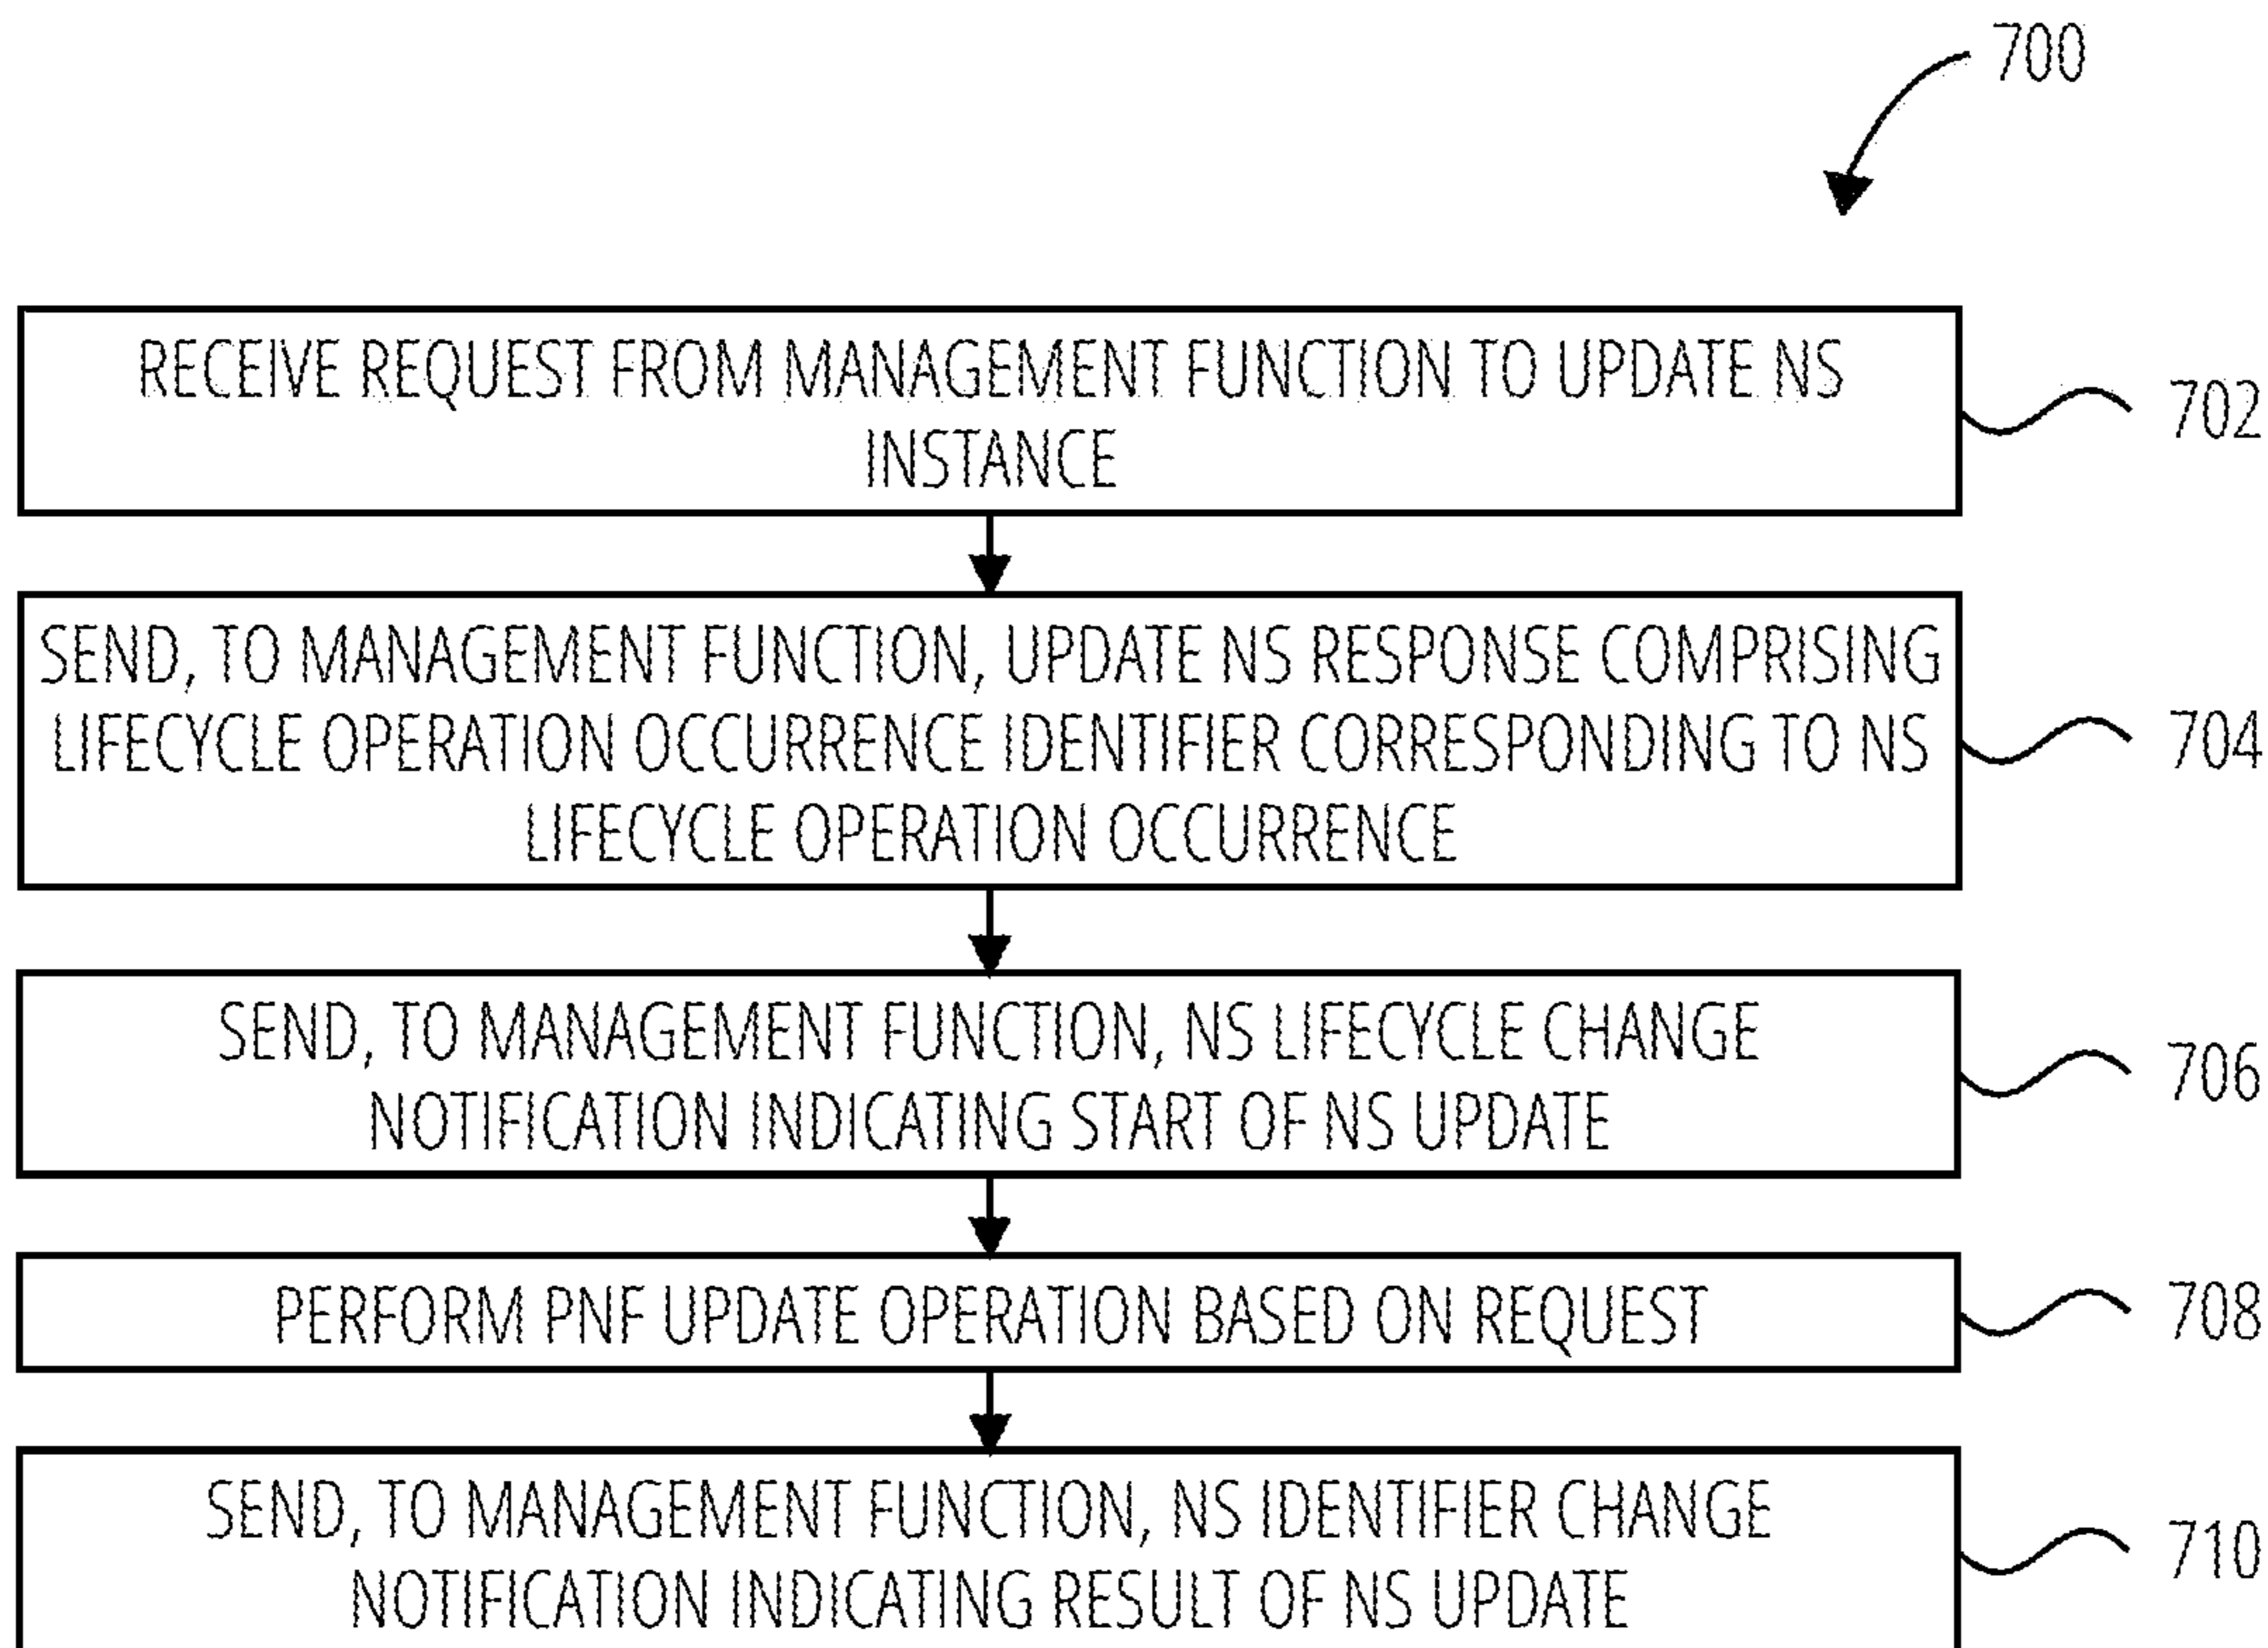 700
RECEIVE REQUEST FROM MANAGEMENT FUNCTION TO UPDATE NS
INSTANCE
702
SEND, TO MANAGEMENT FUNCTION, UPDATE NS RESPONSE COMPRISING
LIFECYCLE OPERATION OCCURRENCE IDENTIFIER CORRESPONDING TO NS
LIFECYCLE OPERATION OCCURRENCE
704
SEND, TO MANAGEMENT FUNCTION, NS LIFECYCLE CHANGE
NOTIFICATION INDICATING START OF NS UPDATE
706
PERFORM PNF UPDATE OPERATION BASED ON REQUEST
708
SEND, TO MANAGEMENT FUNCTION, NS IDENTIFIER CHANGE
NOTIFICATION INDICATING RESULT OF NS UPDATE
710